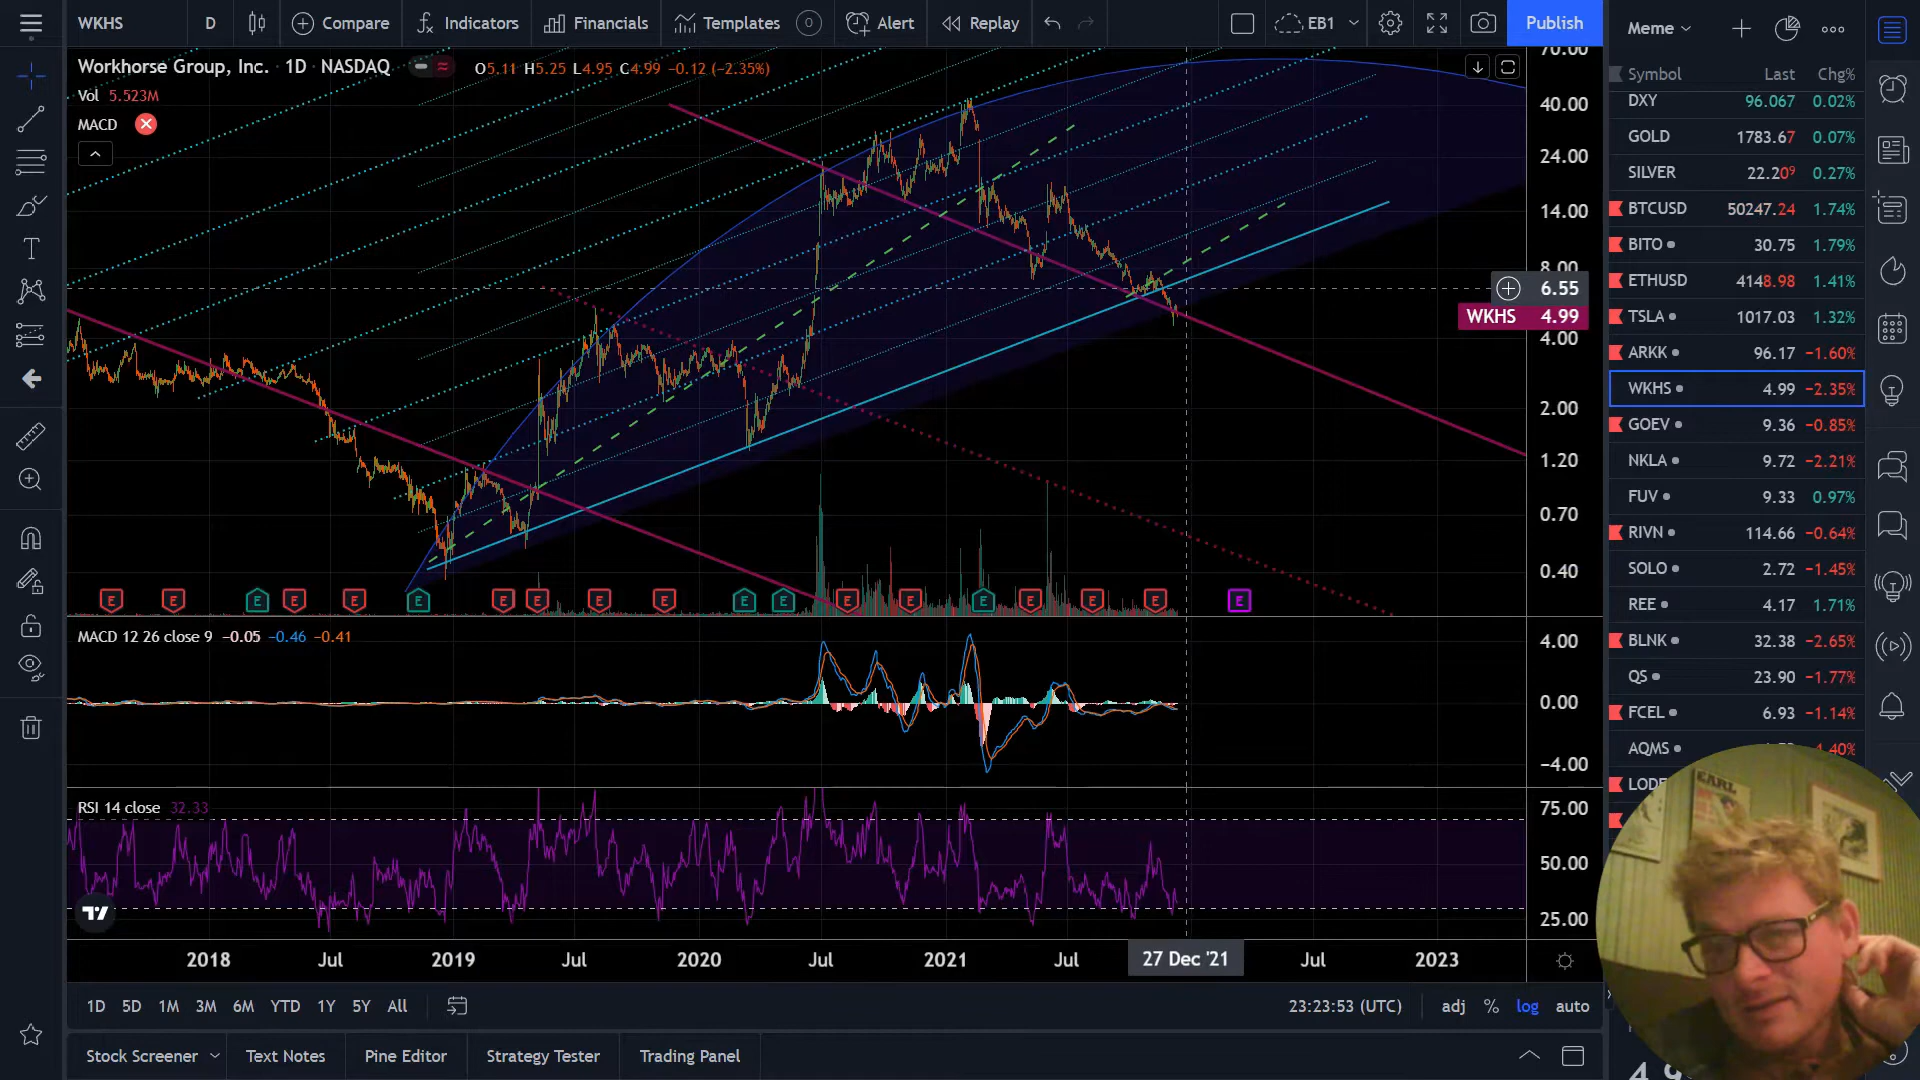 WKHS D Compare Indicators Financials Templates Alert Replay EB1 Publish
Workhorse Group, Inc. · 1D · NASDAQ O5.11 H5.25 L4.95 C4.99 −0.12 (−2.35%)
Vol 5.523M
MACD
70.00
40.00
24.00
14.00
8.00
6.55
WKHS 4.99
4.00
2.00
1.20
0.70
0.40
E E E E E E E E E E E E E E E E E E E E
MACD 12 26 close 9 −0.05 −0.46 −0.41
4.00
0.00
−4.00
RSI 14 close 32.33
75.00
50.00
25.00
2018 Jul 2019 Jul 2020 Jul 2021 Jul 27 Dec '21 Jul 2023
1D 5D 1M 3M 6M YTD 1Y 5Y All 23:23:53 (UTC) adj % log auto
Stock Screener Text Notes Pine Editor Strategy Tester Trading Panel
Meme
Symbol Last Chg%
DXY 96.067 0.02%
GOLD 1783.67 0.07%
SILVER 22.209 0.27%
BTCUSD 50247.24 1.74%
BITO 30.75 1.79%
ETHUSD 4148.98 1.41%
TSLA 1017.03 1.32%
ARKK 96.17 −1.60%
WKHS 4.99 −2.35%
GOEV 9.36 −0.85%
NKLA 9.72 −2.21%
FUV 9.33 0.97%
RIVN 114.66 −0.64%
SOLO 2.72 −1.45%
REE 4.17 1.71%
BLNK 32.38 −2.65%
QS 23.90 −1.77%
FCEL 6.93 −1.14%
AQMS
EARL